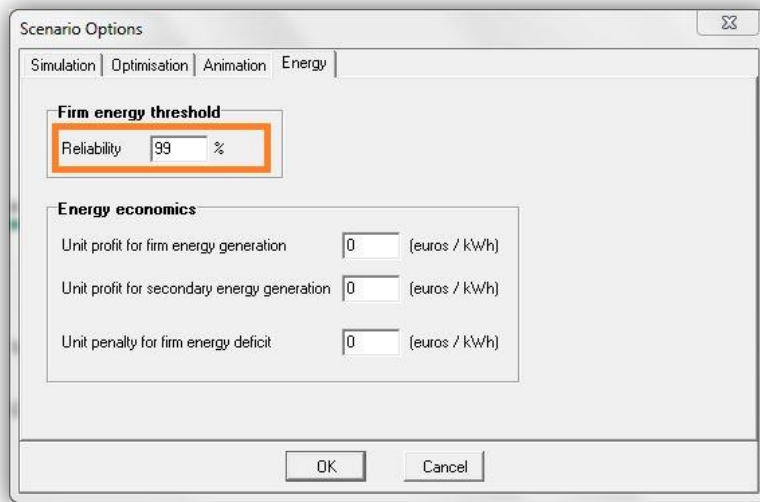 Scenario Options
Simulation Optimisation Animation Energy
Firm energy threshold
Reliability 99 %
Energy economics
Unit profit for firm energy generation 0 (euros / kWh)
Unit profit for secondary energy generation 0 (euros / kWh)
Unit penalty for firm energy deficit 0 (euros / kWh)
OK Cancel